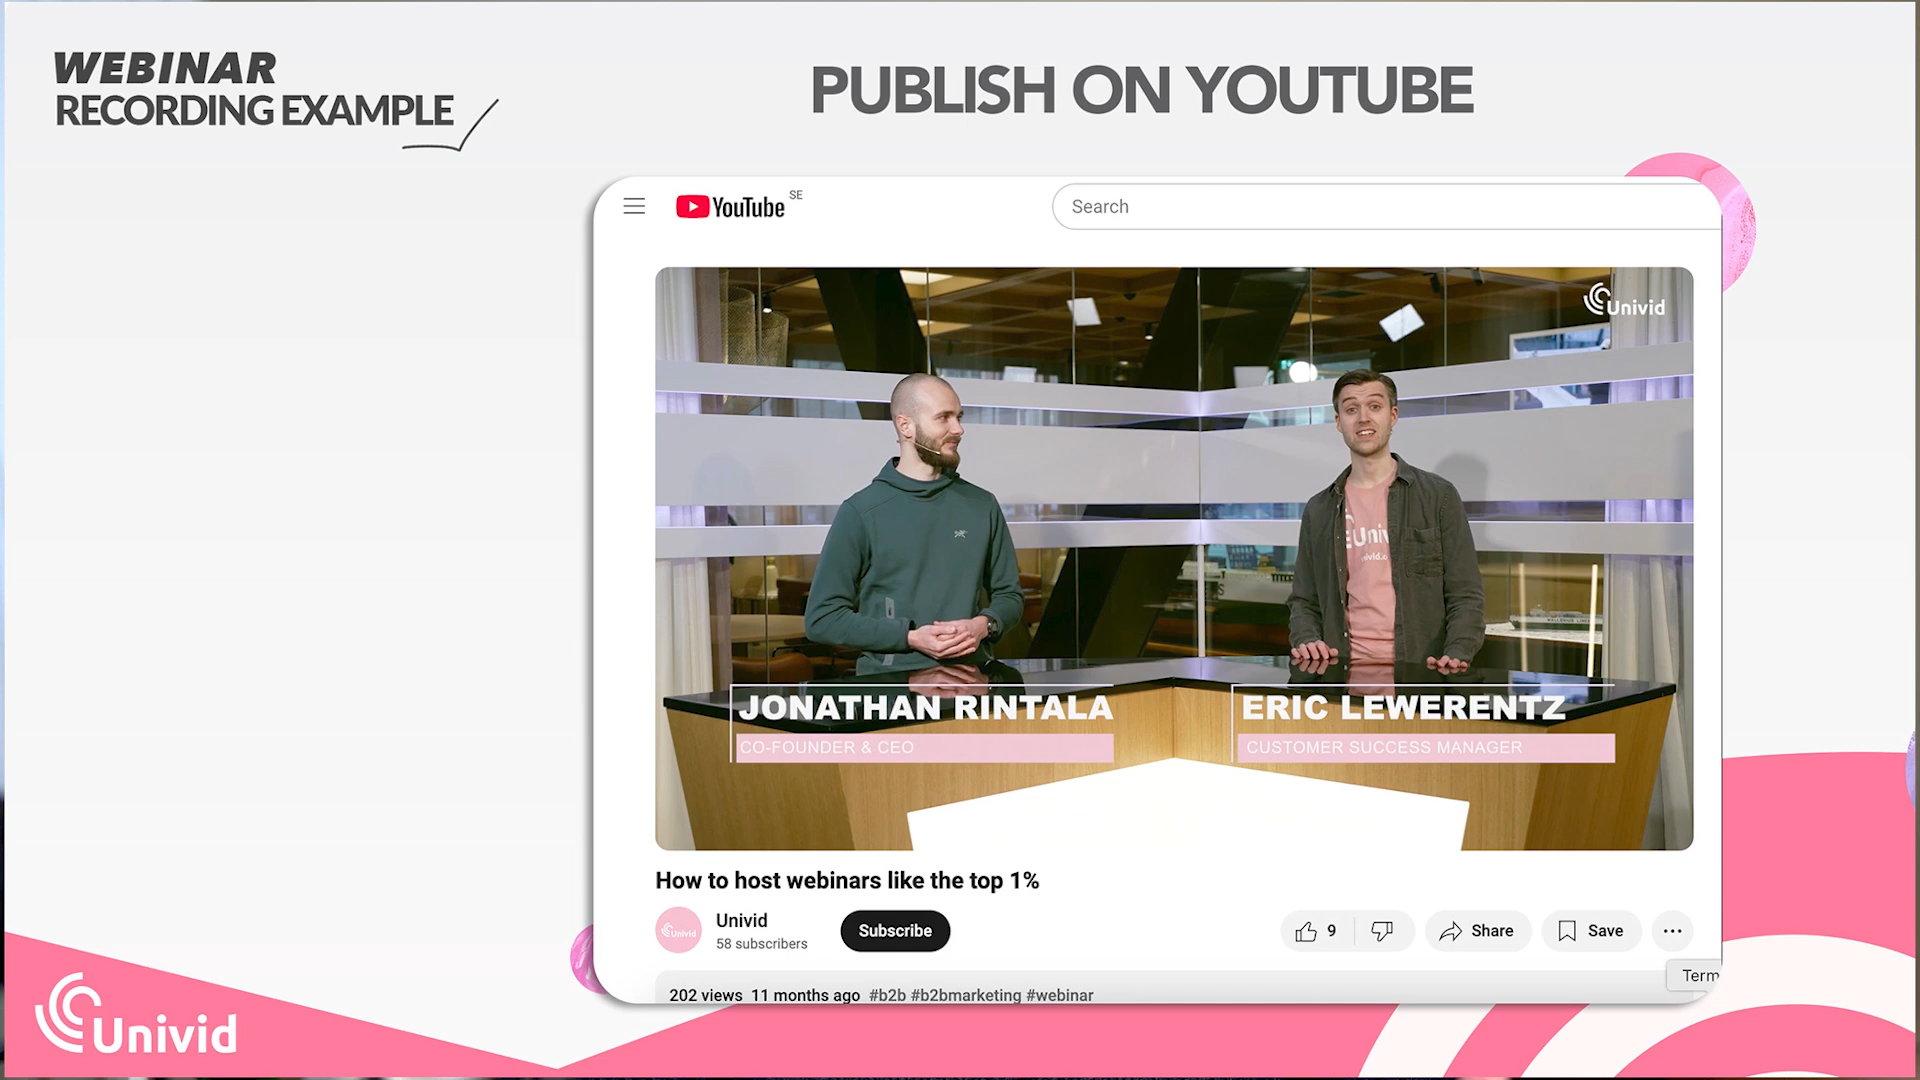 WEBINAR
RECORDING EXAMPLE
PUBLISH ON YOUTUBE
YouTube SE
Search
Univid
Univ
JONATHAN RINTALA
CO-FOUNDER & CEO
ERIC LEWERENTZ
CUSTOMER SUCCESS MANAGER
How to host webinars like the top 1%
Univid
Univid
58 subscribers
Subscribe
9
Share
Save
Term
202 views 11 months ago #b2b #b2bmarketing #webinar
Univid